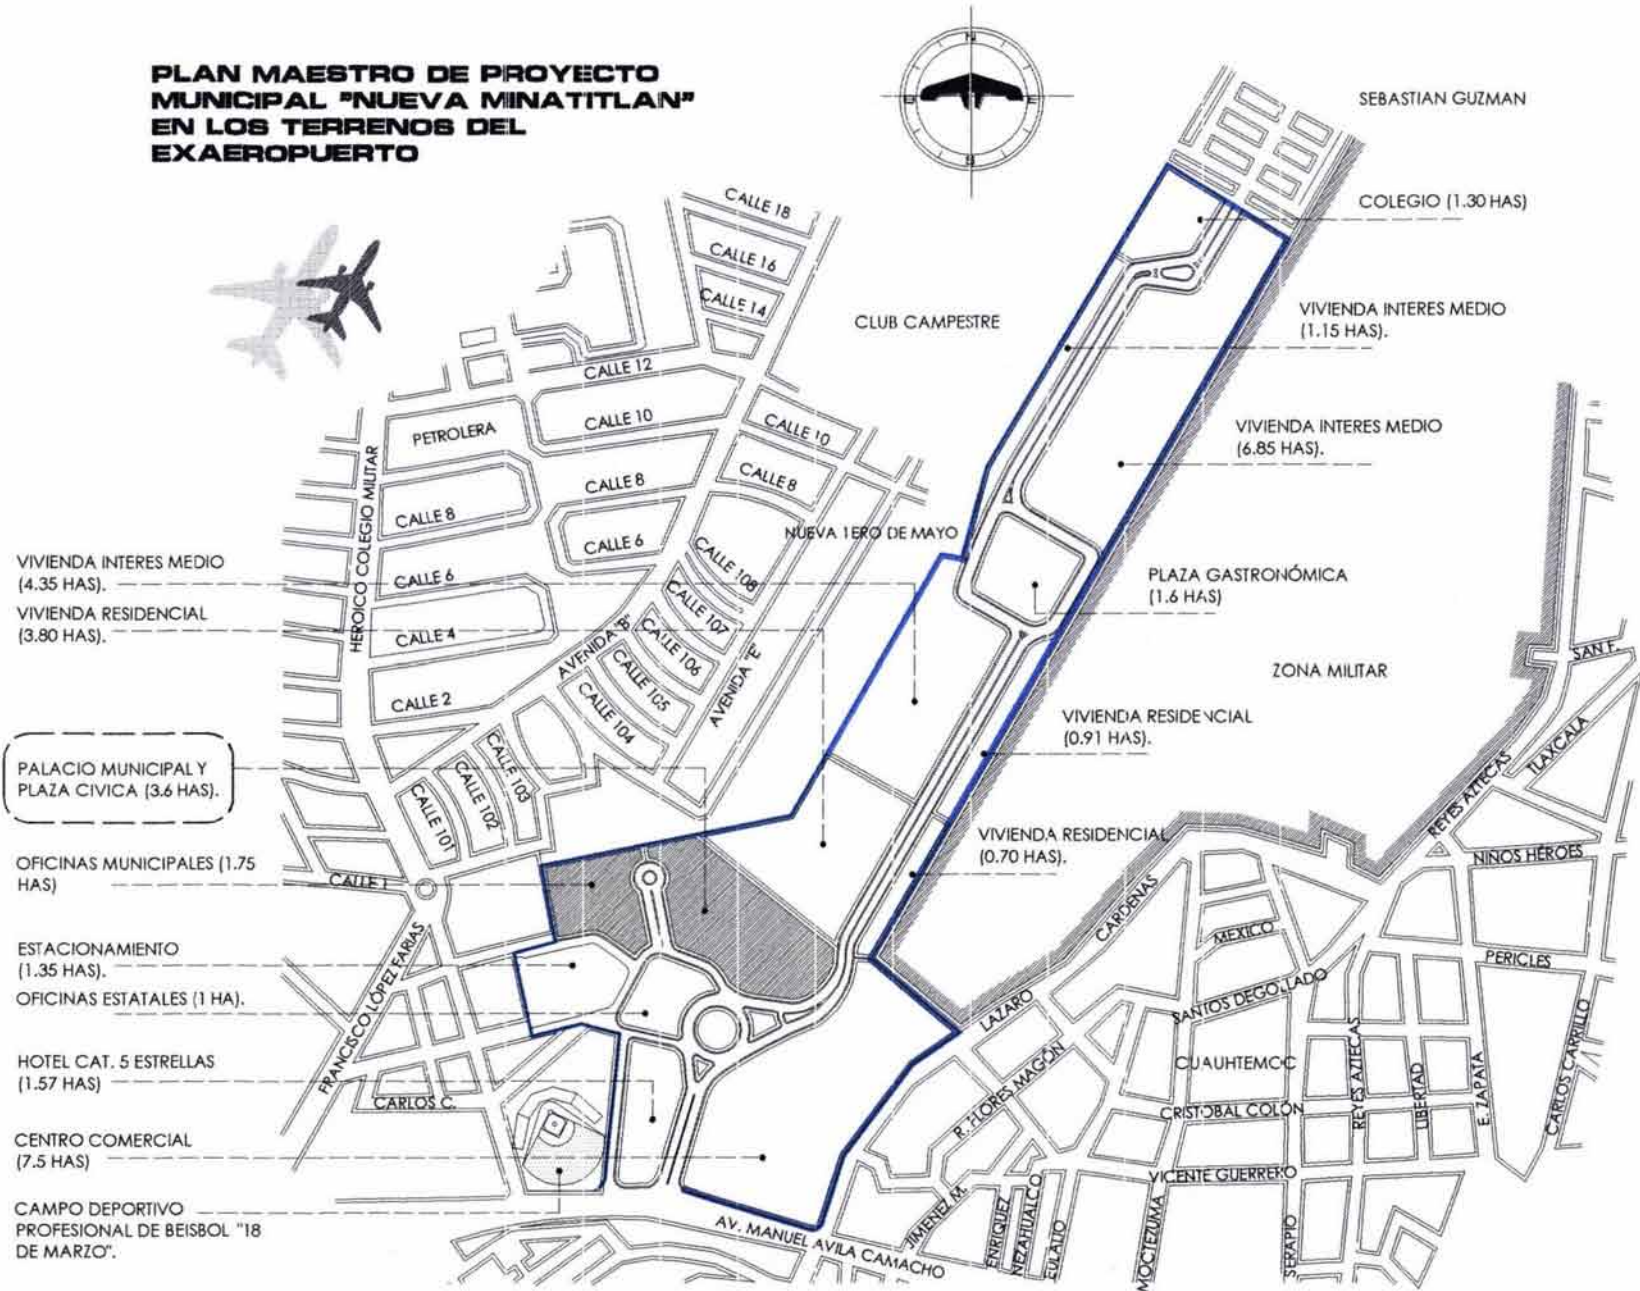 PLAN MAESTRO DE PROYECTO
MUNICIPAL "NUEVA MINATITLAN"
EN LOS TERRENOS DEL
EXAEROPUERTO
N
O
E
S
SEBASTIAN GUZMAN
COLEGIO (1.30 HAS)
VIVIENDA INTERES MEDIO
(1.15 HAS).
VIVIENDA INTERES MEDIO
(6.85 HAS).
PLAZA GASTRONÓMICA
(1.6 HAS)
ZONA MILITAR
VIVIENDA RESIDENCIAL
(0.91 HAS).
VIVIENDA RESIDENCIAL
(0.70 HAS).
CLUB CAMPESTRE
NUEVA 1ERO DE MAYO
CALLE 18
CALLE 16
CALLE 14
CALLE 12
CALLE 10
CALLE 10
PETROLERA
CALLE 8
CALLE 8
CALLE 8
CALLE 6
CALLE 6
CALLE 4
CALLE 2
HEROICO COLEGIO MILITAR
AVENIDA "B"
AVENIDA "E"
CALLE 108
CALLE 107
CALLE 106
CALLE 105
CALLE 104
CALLE 103
CALLE 102
CALLE 101
CALLE 1
VIVIENDA INTERES MEDIO
(4.35 HAS).
VIVIENDA RESIDENCIAL
(3.80 HAS).
PALACIO MUNICIPAL Y
PLAZA CIVICA (3.6 HAS).
OFICINAS MUNICIPALES (1.75
HAS)
ESTACIONAMIENTO
(1.35 HAS).
OFICINAS ESTATALES (1 HA).
HOTEL CAT. 5 ESTRELLAS
(1.57 HAS)
CENTRO COMERCIAL
(7.5 HAS)
CAMPO DEPORTIVO
PROFESIONAL DE BEISBOL "18
DE MARZO".
FRANCISCO LÓPEZ FARIAS
CARLOS C.
AV. MANUEL AVILA CAMACHO
LAZARO
CARDENAS
R. FLORES MAGÓN
JIMENEZ M.
ENRIQUEZ
NEZAHUALCO
EULALIO
MOCTEZUMA
SERAPIO
MEXICO
SANTOS DEGOLLADO
CUAUHTEMOC
CRISTOBAL COLÓN
VICENTE GUERRERO
REYES AZTECAS
LIBERTAD
E. ZAPATA
CARLOS CARRILLO
PERICLES
NIÑOS HÉROES
REYES AZTECAS
TLAXCALA
SAN F.